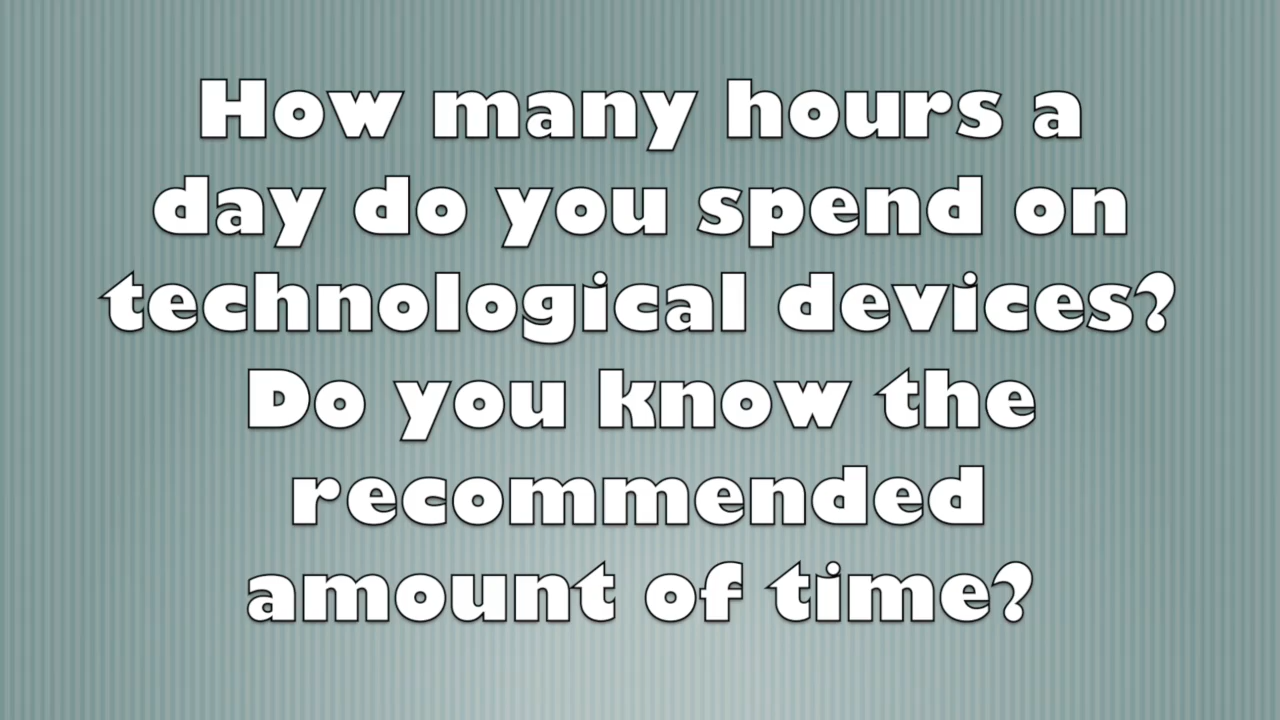 How many hours a
day do you spend on
technological devices?
Do you know the
recommended
amount of time?